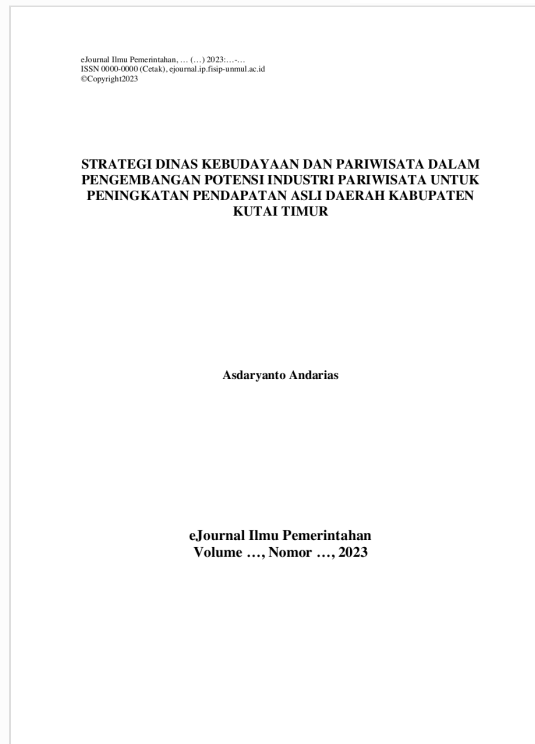 eJournal Ilmu Pemerintahan, … (…) 2023:…-…
ISSN 0000-0000 (Cetak), ejournal.ip.fisip-unmul.ac.id
©Copyright2023
STRATEGI DINAS KEBUDAYAAN DAN PARIWISATA DALAM
PENGEMBANGAN POTENSI INDUSTRI PARIWISATA UNTUK
PENINGKATAN PENDAPATAN ASLI DAERAH KABUPATEN
KUTAI TIMUR
Asdaryanto Andarias
eJournal Ilmu Pemerintahan
Volume …, Nomor …, 2023